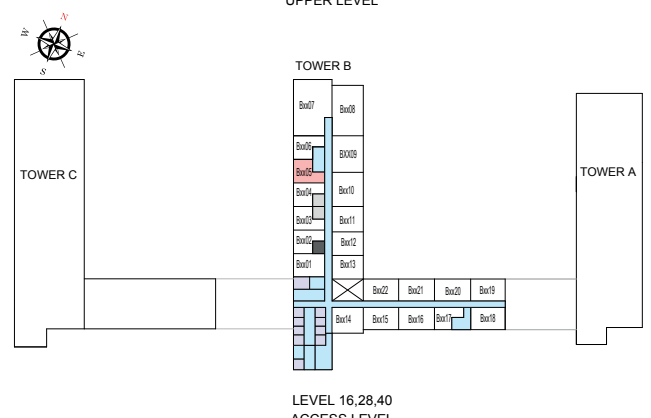 UPPER LEVEL
N
W
E
S
TOWER B
Bxx07
Bxx08
Bxx06
BXX09
Bxx05
TOWER C
TOWER A
Bxx04
Bxx10
Bxx03
Bxx11
Bxx02
Bxx12
Bxx01
Bxx13
Bxx22
Bxx21
Bxx20
Bxx19
Bxx14
Bxx15
Bxx16
Bxx17
Bxx18
LEVEL 16,28,40
ACCESS LEVEL